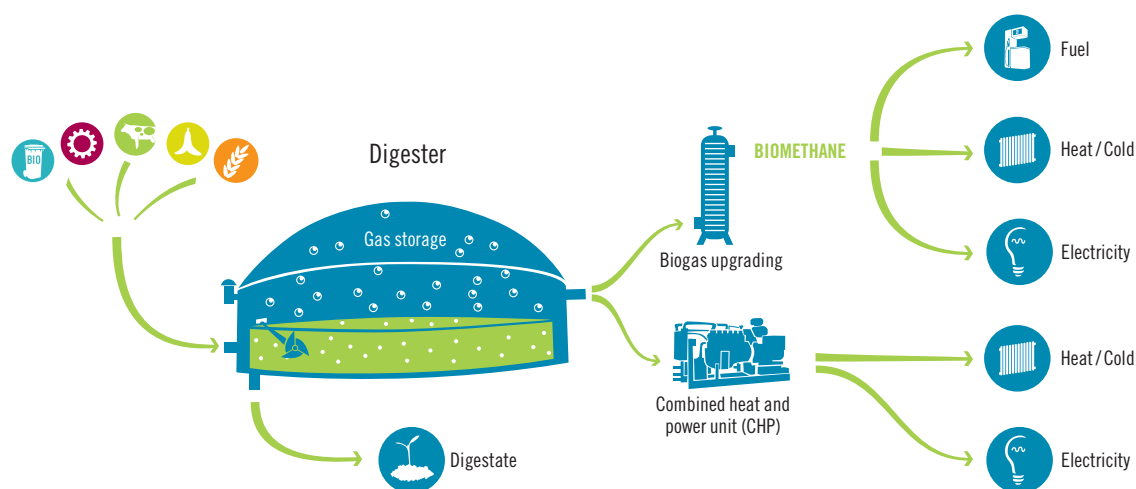 Fuel
BIO
Digester
BIOMETHANE
Heat / Cold
Gas storage
Biogas upgrading
Electricity
Heat / Cold
Combined heat and
power unit (CHP)
Digestate
Electricity